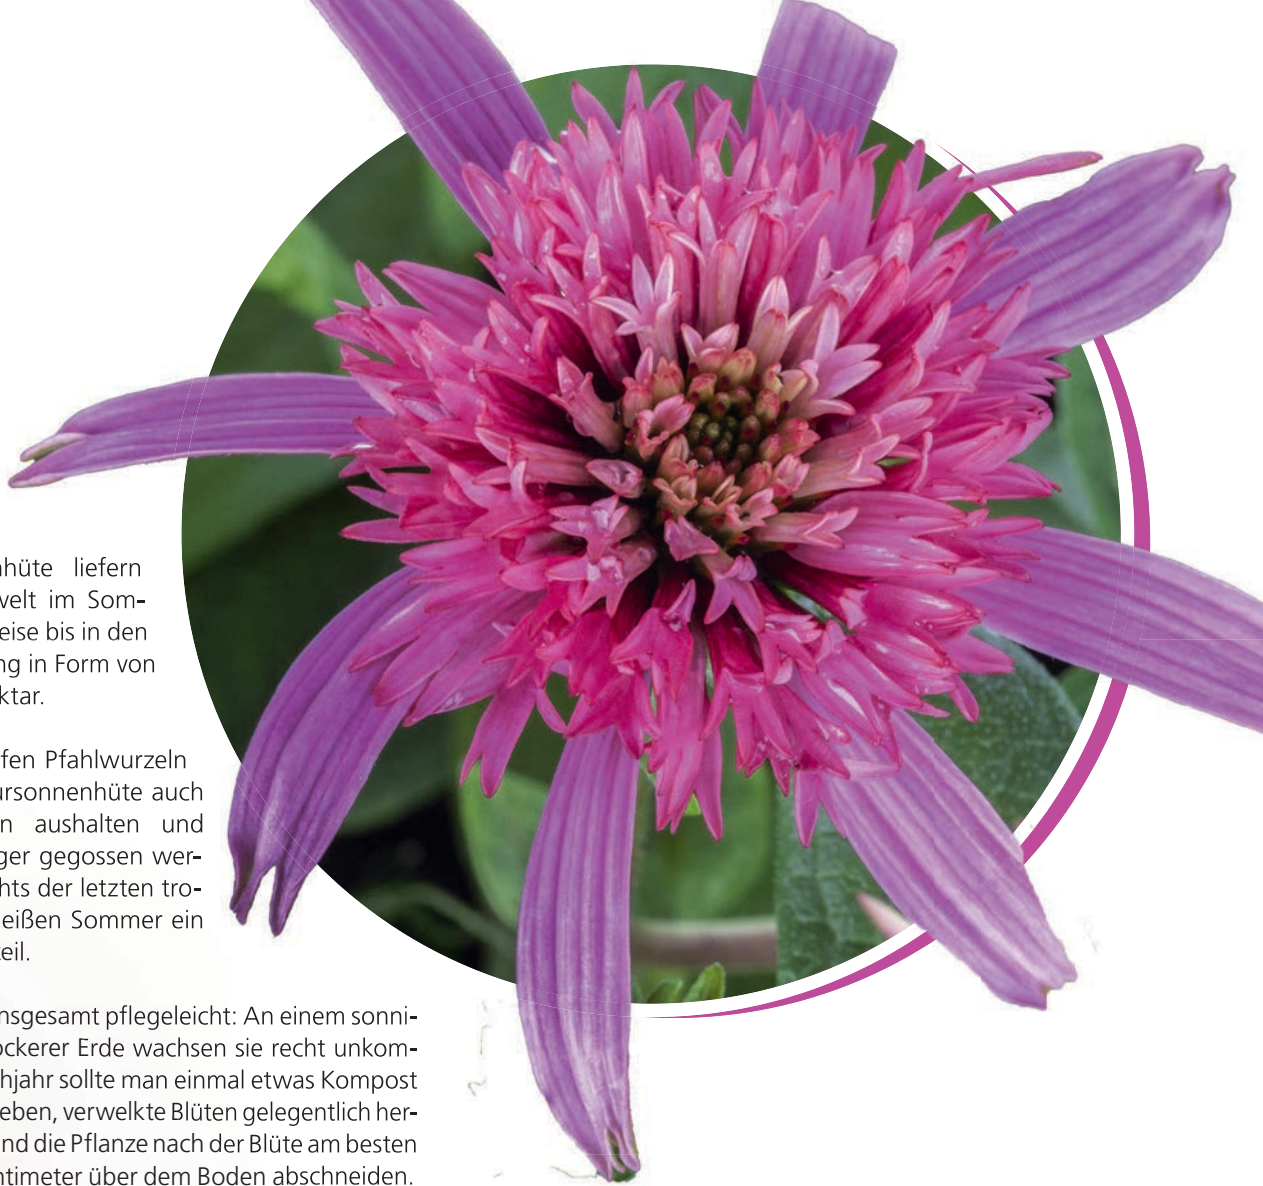 nhüte liefern
welt im Som-
eise bis in den
ng in Form von
ktar.
fen Pfahlwurzeln
ursonnenhüte auch
n aushalten und
ger gegossen wer-
hts der letzten tro-
eißen Sommer ein
eil.
nsgesamt pflegeleicht: An einem sonni-
ockerer Erde wachsen sie recht unkom-
hjahr sollte man einmal etwas Kompost
eben, verwelkte Blüten gelegentlich her-
nd die Pflanze nach der Blüte am besten
ntimeter über dem Boden abschneiden.